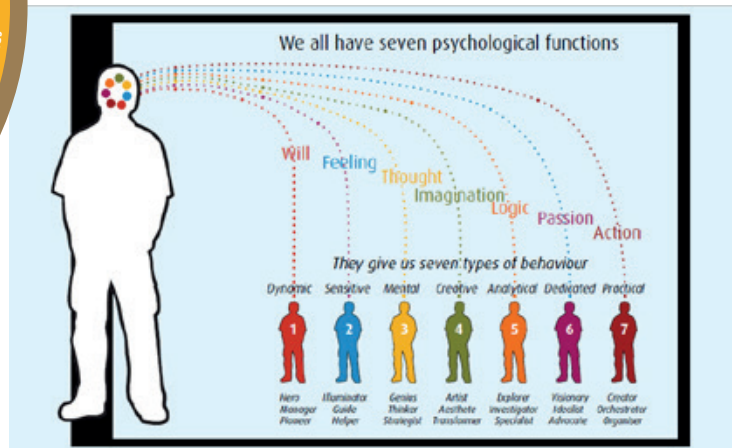 We all have seven psychological functions
Will
Feeling
Thought
Imagination
Logic
Passion
Action
They give us seven types of behaviour
Dynamic Sensitive Mental Creative Analytical Dedicated Practical
1 2 3 4 5 6 7
Hero Illuminator Genius Artist Explorer Visionary Creator
Manager Guide Thinker Aesthete Investigator Idealist Orchestrator
Pioneer Helper Strategist Transformer Specialist Advocate Organiser